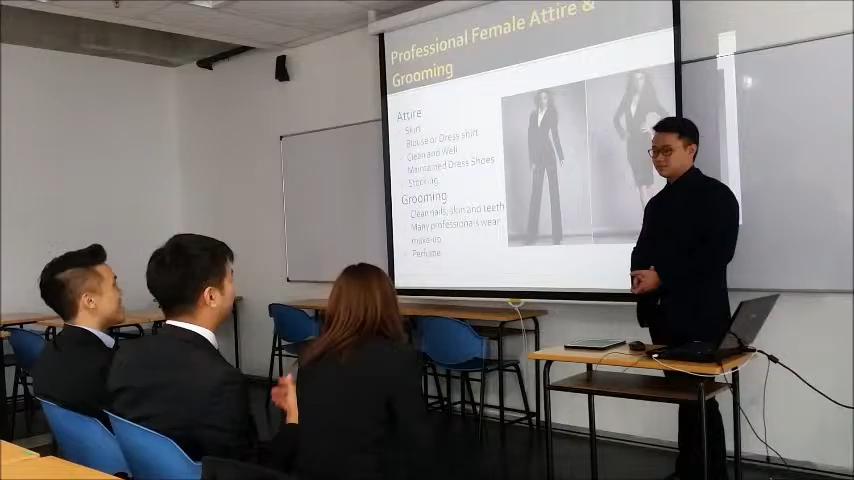 Professional Female Attire &
Grooming
Attire
Skirt
Blouse or Dress shirt
Clean and Well
Maintained Dress Shoes
Stocking
Grooming
Clean nails, skin and teeth
Many professionals wear
make-up
Perfume